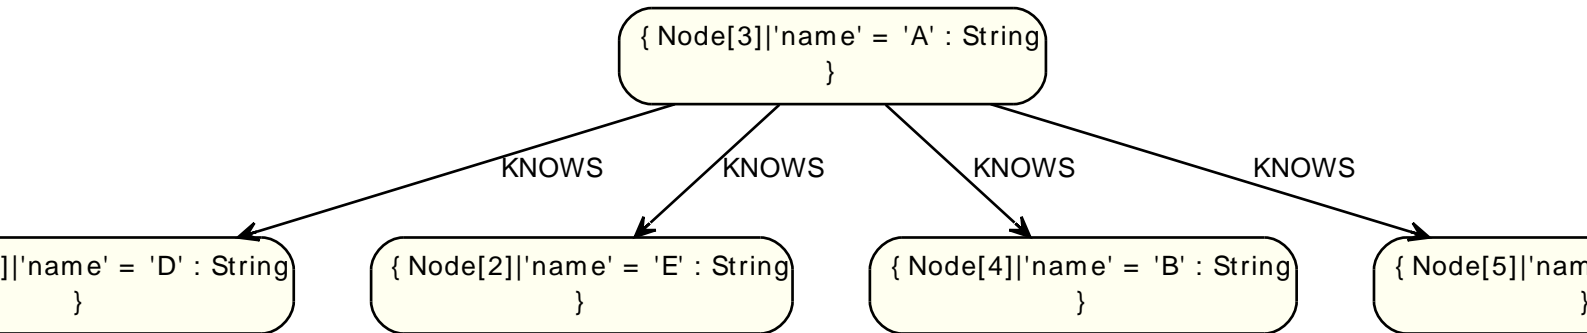 { Node[3]|'name' = 'A' : String
}
KNOWS KNOWS KNOWS KNOWS
]|'name' = 'D' : String { Node[2]|'name' = 'E' : String { Node[4]|'name' = 'B' : String { Node[5]|'nam
} } } }